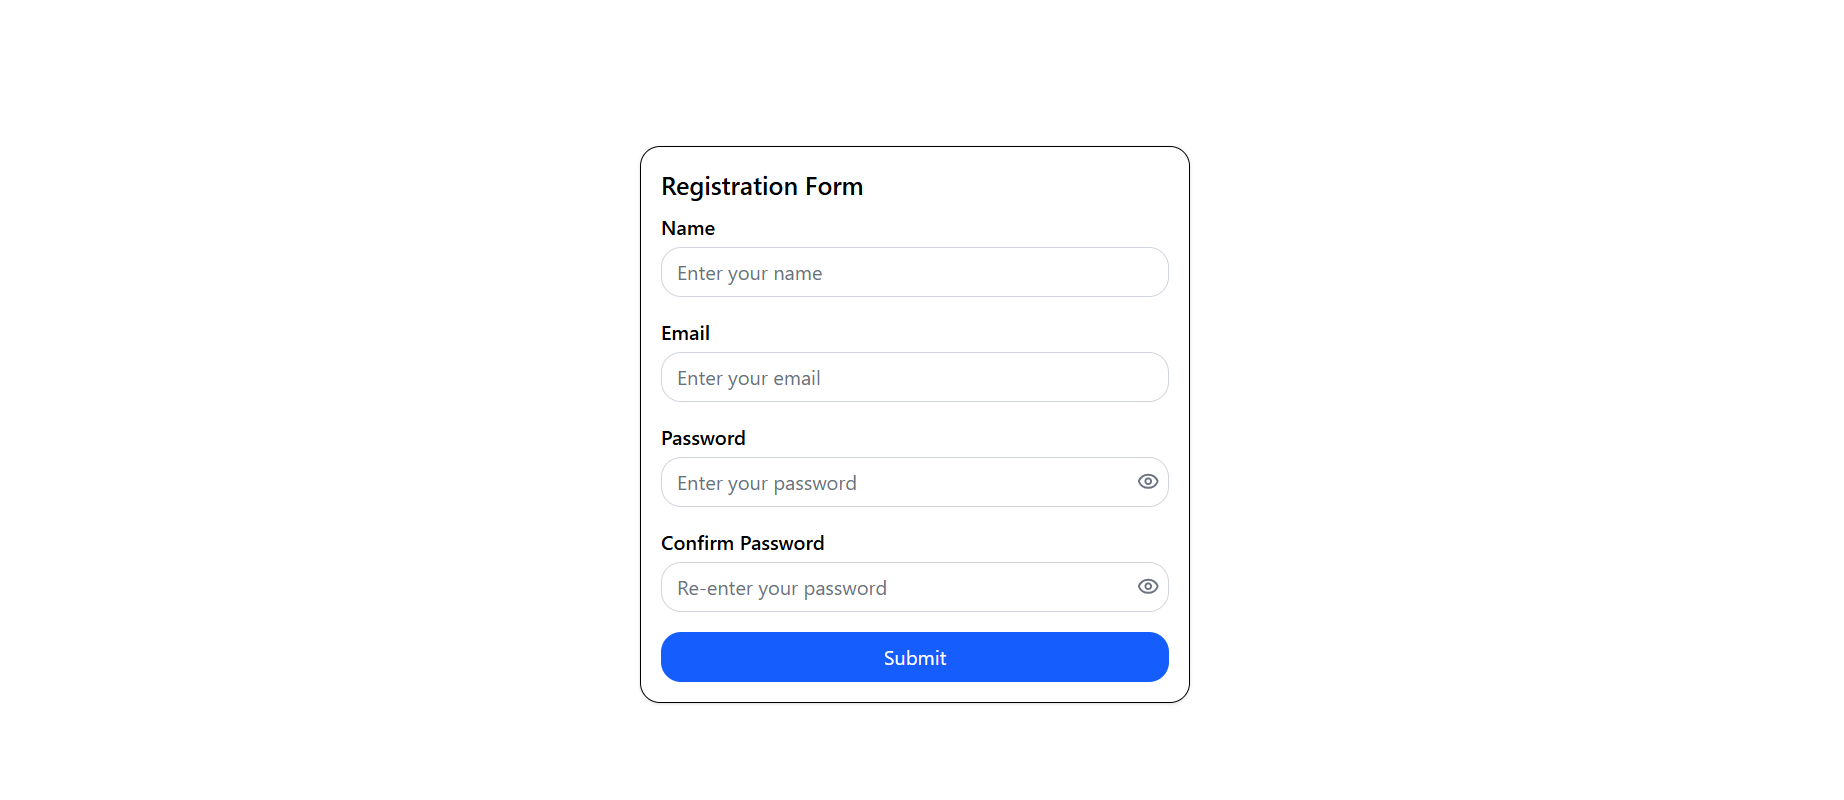 Registration Form
Name
Enter your name
Email
Enter your email
Password
Enter your password
Confirm Password
Re-enter your password
Submit